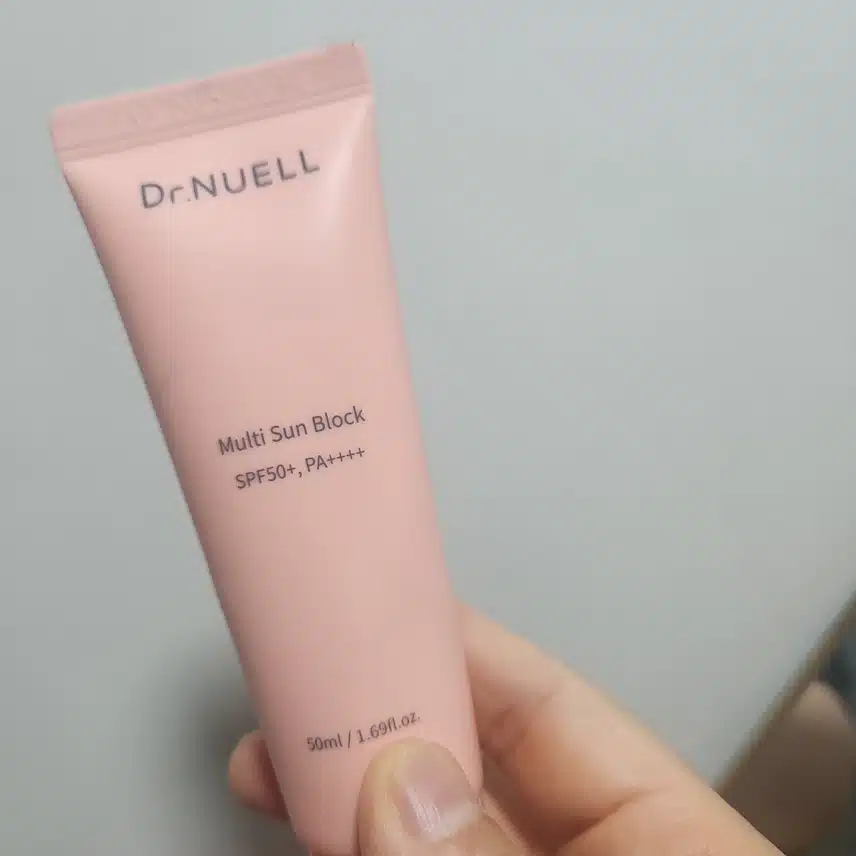 Dr.NUELL
Multi Sun Block
SPF50+, PA++++
50ml / 1.69fl.oz.